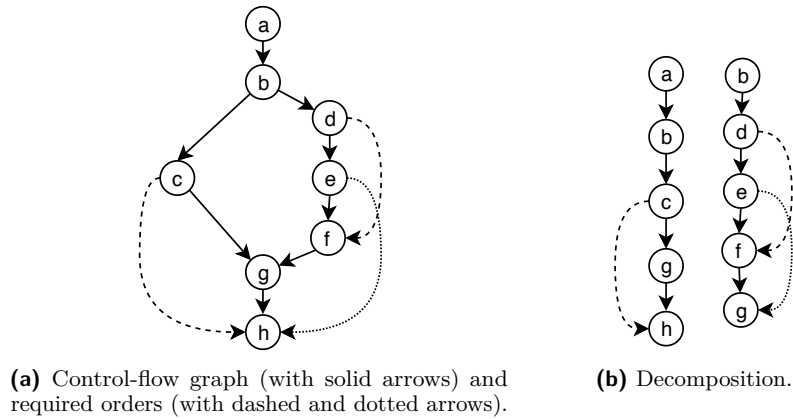 a
b
d
c
e
f
g
h
a
b
c
g
h
b
d
e
f
g
(a) Control-flow graph (with solid arrows) and
required orders (with dashed and dotted arrows).
(b) Decomposition.